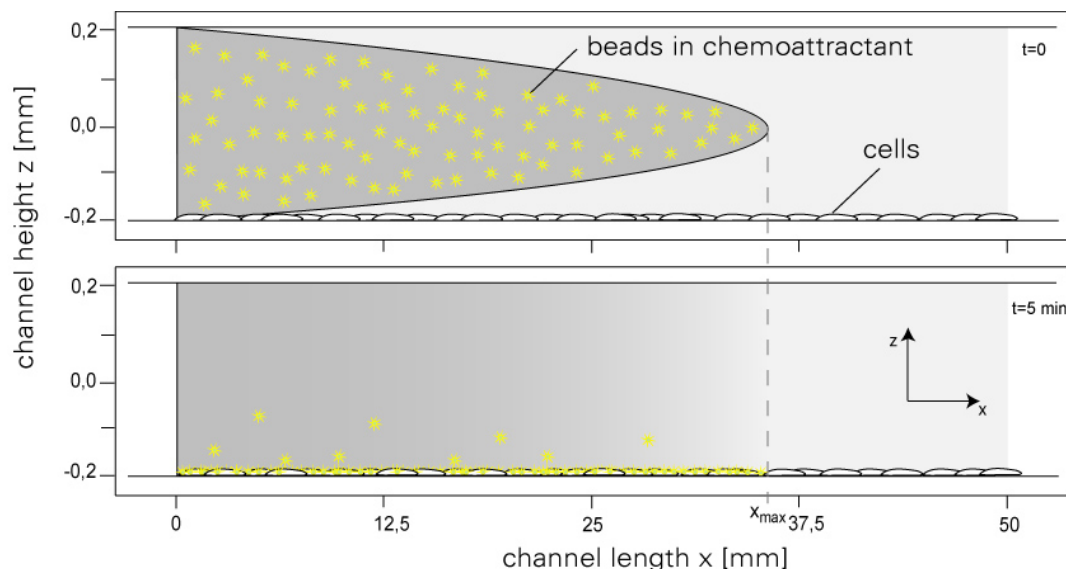 0,2
0,0
-0,2
beads in chemoattractant
t=0
cells
channel height z [mm]
0,2
0,0
-0,2
t=5 min
z
x
0
12,5
25
xmax
37,5
50
channel length x [mm]